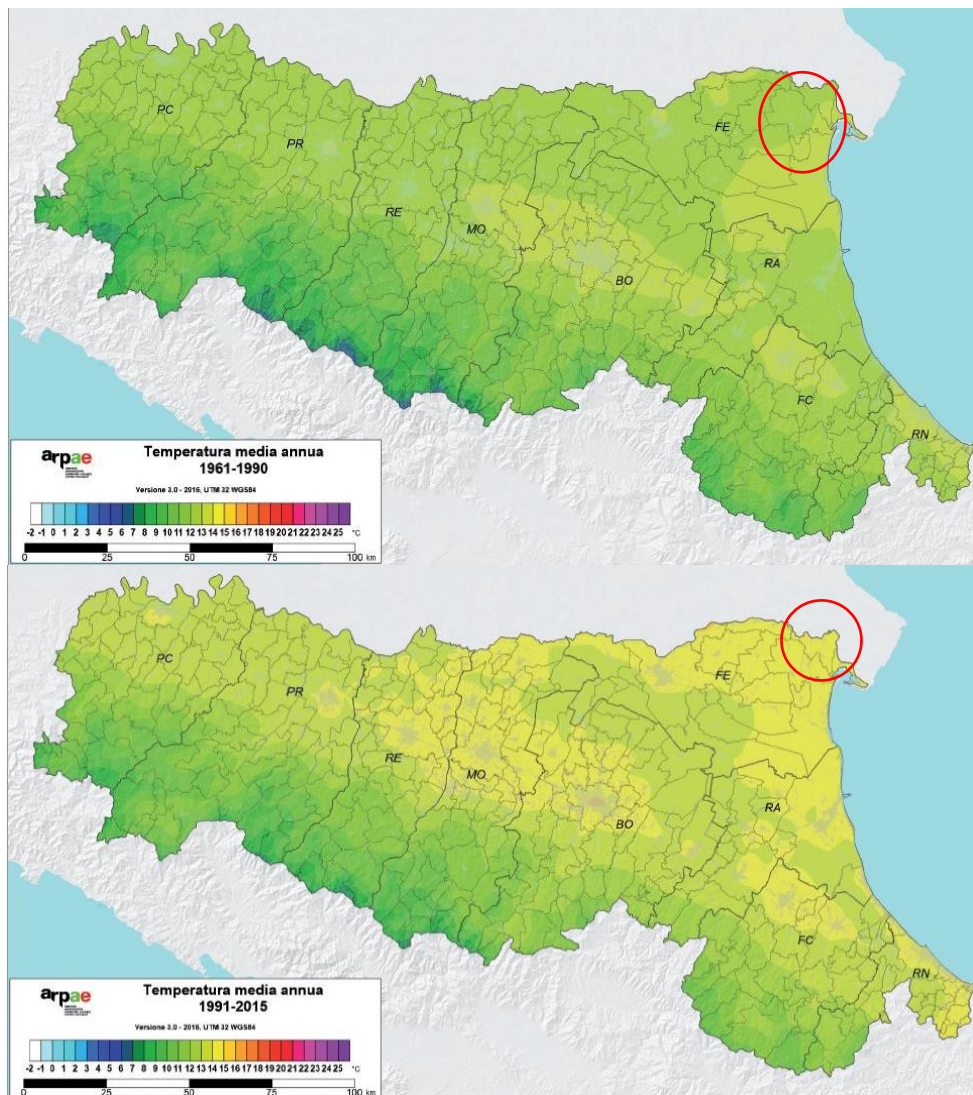 PC
PR
RE
MO
BO
FE
RA
FC
RN
arpae
Temperatura media annua
1961-1990
Versione 3.0 - 2016, UTM 32 WGS84
-2 -1 0 1 2 3 4 5 6 7 8 9 10 11 12 13 14 15 16 17 18 19 20 21 22 23 24 25 °C
0 25 50 75 100 km
PC
PR
RE
MO
BO
FE
RA
FC
RN
arpae
Temperatura media annua
1991-2015
Versione 3.0 - 2016, UTM 32 WGS84
-2 -1 0 1 2 3 4 5 6 7 8 9 10 11 12 13 14 15 16 17 18 19 20 21 22 23 24 25 °C
0 25 50 75 100 km